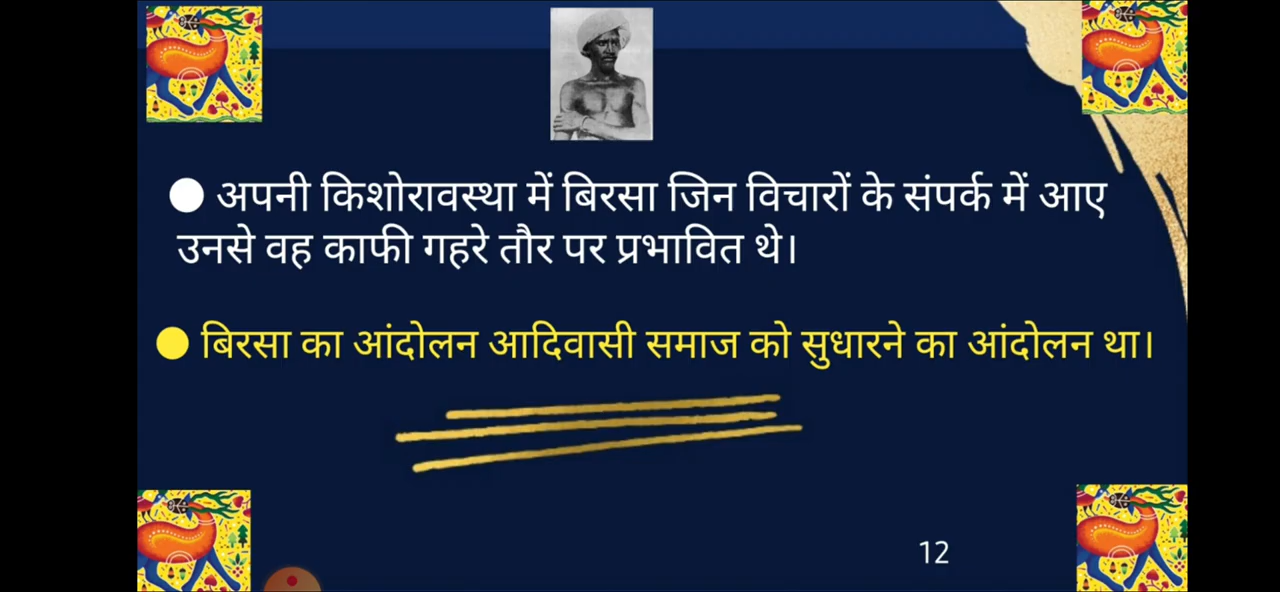 ● अपनी किशोरावस्था में बिरसा जिन विचारों के संपर्क में आए
उनसे वह काफी गहरे तौर पर प्रभावित थे।
● बिरसा का आंदोलन आदिवासी समाज को सुधारने का आंदोलन था।
12